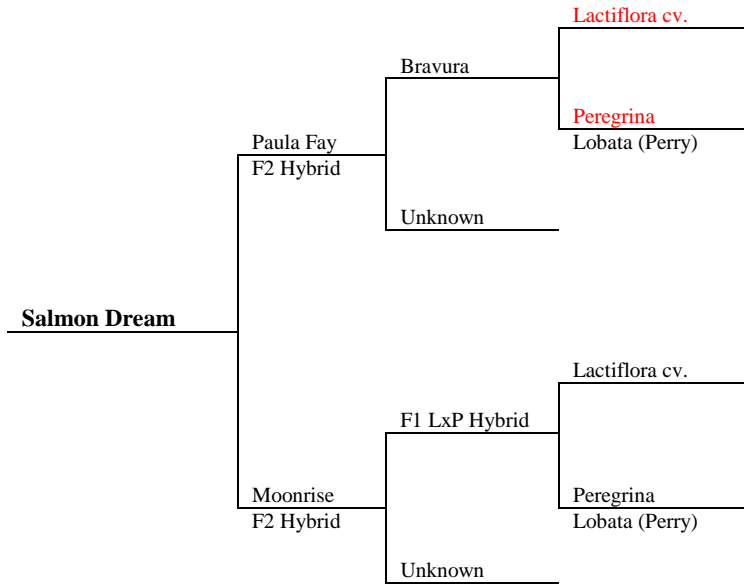 Lactiflora cv.
Bravura
Peregrina
Lobata (Perry)
Paula Fay
F2 Hybrid
Unknown
Salmon Dream
Lactiflora cv.
F1 LxP Hybrid
Moonrise
F2 Hybrid
Peregrina
Lobata (Perry)
Unknown